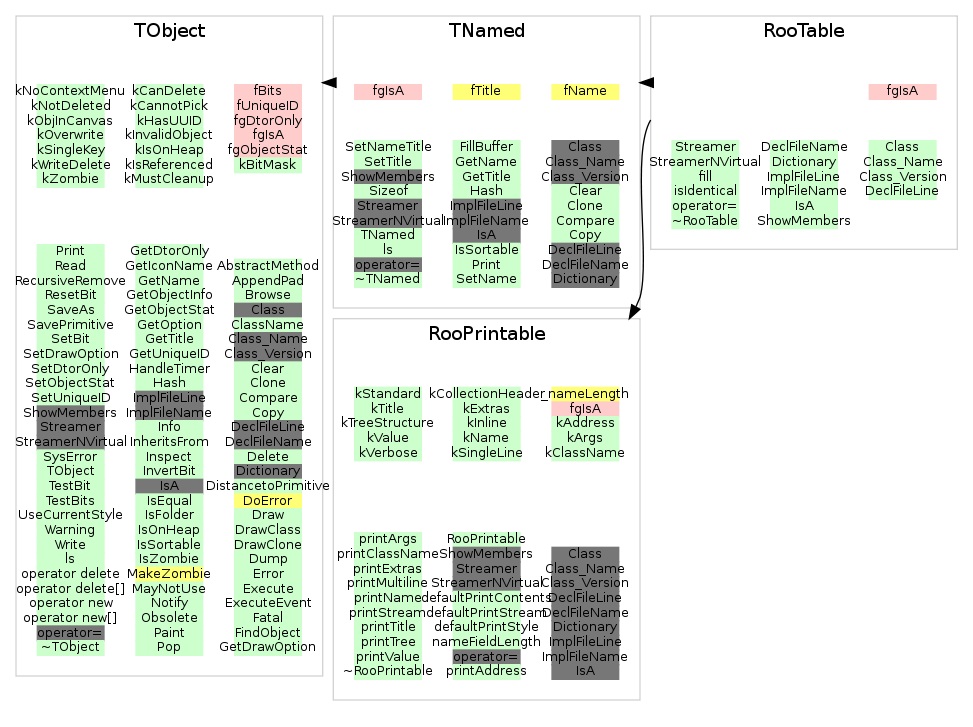 TObject
kNoContextMenu kCanDelete fBits
kNotDeleted kCannotPick fUniqueID
kObjInCanvas kHasUUID fgDtorOnly
kOverwrite kInvalidObject fgIsA
kSingleKey kIsOnHeap fgObjectStat
kWriteDelete kIsReferenced kBitMask
kZombie kMustCleanup
Print GetDtorOnly
Read GetIconName AbstractMethod
RecursiveRemove GetName AppendPad
ResetBit GetObjectInfo Browse
SaveAs GetObjectStat Class
SavePrimitive GetOption ClassName
SetBit GetTitle Class_Name
SetDrawOption GetUniqueID Class_Version
SetDtorOnly HandleTimer Clear
SetObjectStat Hash Clone
SetUniqueID ImplFileLine Compare
ShowMembers ImplFileName Copy
Streamer Info DeclFileLine
StreamerNVirtual InheritsFrom DeclFileName
SysError Inspect Delete
TObject InvertBit Dictionary
TestBit IsA DistancetoPrimitive
TestBits IsEqual DoError
UseCurrentStyle IsFolder Draw
Warning IsOnHeap DrawClass
Write IsSortable DrawClone
ls IsZombie Dump
operator delete MakeZombie Error
operator delete[] MayNotUse Execute
operator new Notify ExecuteEvent
operator new[] Obsolete Fatal
operator= Paint FindObject
~TObject Pop GetDrawOption
TNamed
fgIsA fTitle fName
SetNameTitle FillBuffer Class
SetTitle GetName Class_Name
ShowMembers GetTitle Class_Version
Sizeof Hash Clear
Streamer ImplFileLine Clone
StreamerNVirtual ImplFileName Compare
TNamed IsA Copy
ls IsSortable DeclFileLine
operator= Print DeclFileName
~TNamed SetName Dictionary
RooTable
fgIsA
Streamer DeclFileName Class
StreamerNVirtual Dictionary Class_Name
fill ImplFileLine Class_Version
isIdentical ImplFileName DeclFileLine
operator= IsA
~RooTable ShowMembers
RooPrintable
kStandard kCollectionHeader _nameLength
kTitle kExtras fgIsA
kTreeStructure kInline kAddress
kValue kName kArgs
kVerbose kSingleLine kClassName
printArgs RooPrintable
printClassName ShowMembers Class
printExtras Streamer Class_Name
printMultiline StreamerNVirtual Class_Version
printName defaultPrintContents DeclFileLine
printStream defaultPrintStream DeclFileName
printTitle defaultPrintStyle Dictionary
printTree nameFieldLength ImplFileLine
printValue operator= ImplFileName
~RooPrintable printAddress IsA